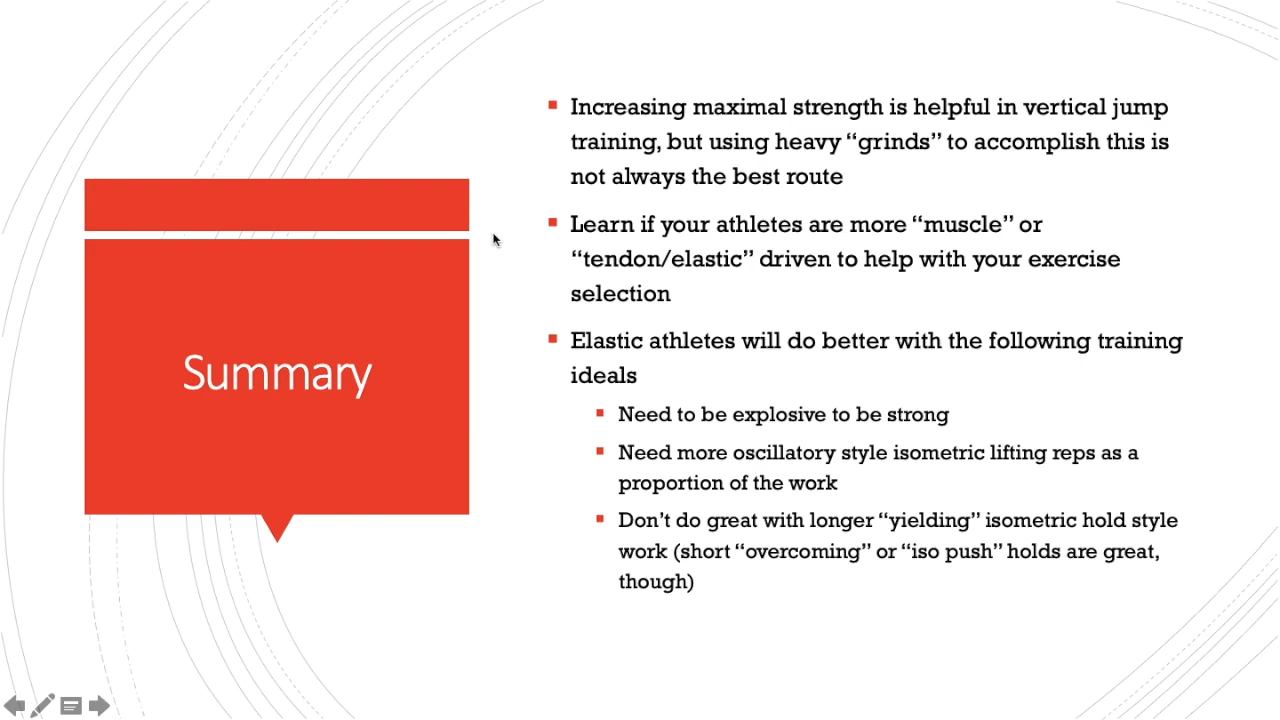 Summary
Increasing maximal strength is helpful in vertical jump
training, but using heavy “grinds” to accomplish this is
not always the best route
Learn if your athletes are more “muscle” or
“tendon/elastic” driven to help with your exercise
selection
Elastic athletes will do better with the following training
ideals
Need to be explosive to be strong
Need more oscillatory style isometric lifting reps as a
proportion of the work
Don’t do great with longer “yielding” isometric hold style
work (short “overcoming” or “iso push” holds are great,
though)